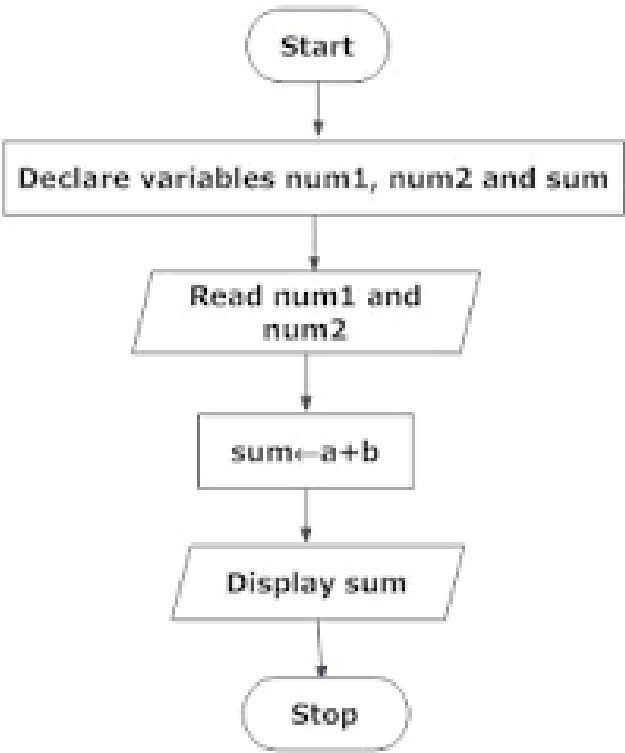 Start
Declare variables num1, num2 and sum
Read num1 and
num2
sum←a+b
Display sum
Stop